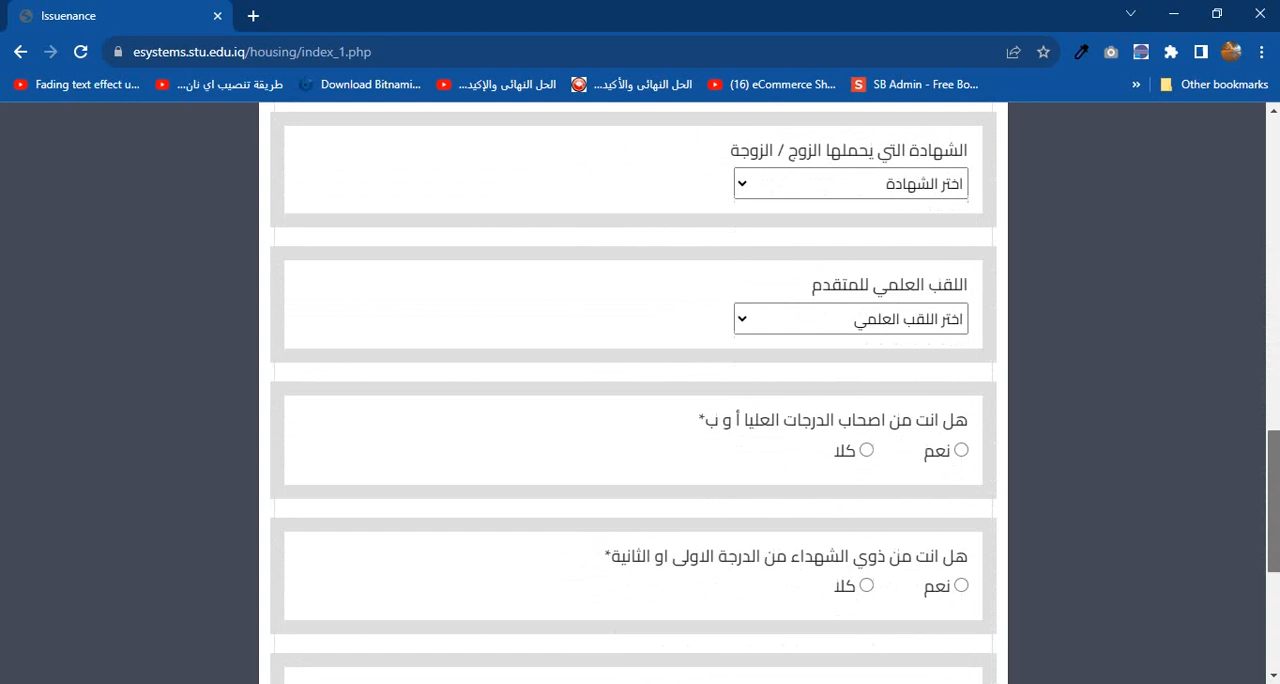 Issuenance
esystems.stu.edu.iq/housing/index_1.php
Fading text effect u...
طريقة تنصيب اي نان...
Download Bitnami...
الحل النهائى والإكيد...
الحل النهائى والأكيد...
(16) eCommerce Sh...
S SB Admin - Free Bo...
Other bookmarks
الشهادة التي يحملها الزوج / الزوجة
اختر الشهادة
اللقب العلمي للمتقدم
اختر اللقب العلمي
هل انت من اصحاب الدرجات العليا أ و ب*
نعم كلا
هل انت من ذوي الشهداء من الدرجة الاولى او الثانية*
نعم كلا